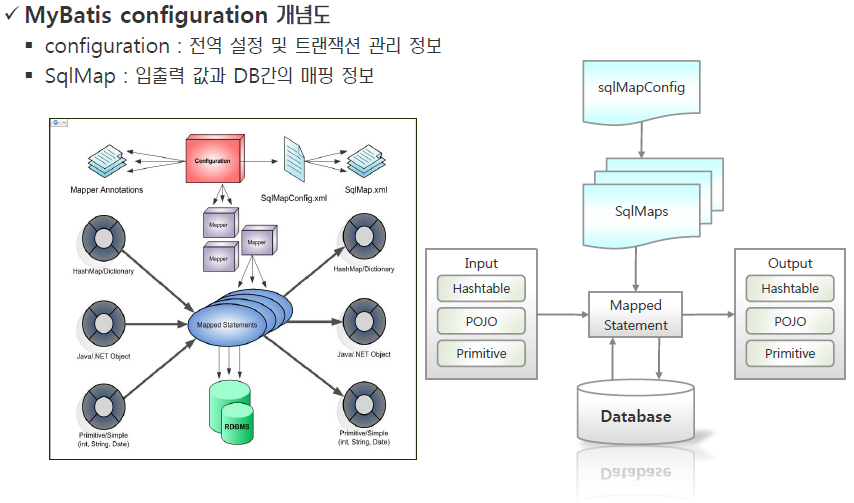 ✓ MyBatis configuration 개념도
▪ configuration : 전역 설정 및 트랜잭션 관리 정보
▪ SqlMap : 입출력 값과 DB간의 매핑 정보
Mapper Annotations
Configuration
SqlMapConfig.xml
SqlMap.xml
Mapper
Mapper
Mapper
HashMap/Dictionary
HashMap/Dictionary
Mapped Statements
Java/.NET Object
Java/.NET Object
RDBMS
Primitive/Simple
(int, String, Date)
Primitive/Simple
(int, String, Date)
sqlMapConfig
SqlMaps
Input
Hashtable
POJO
Primitive
Mapped
Statement
Output
Hashtable
POJO
Primitive
Database